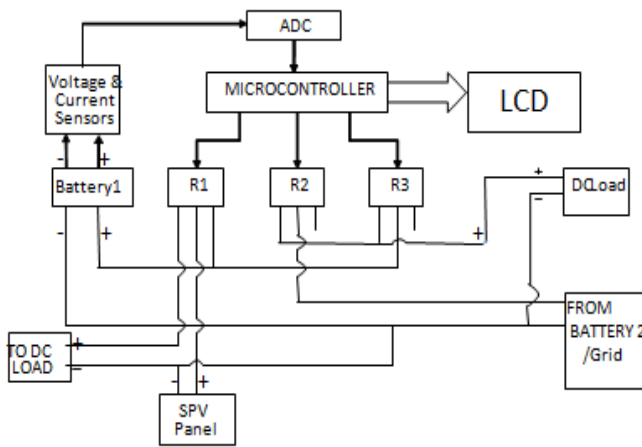 ADC
Voltage &
Current
Sensors
MICROCONTROLLER
LCD
- +
Battery1
R1
R2
R3
+
DCLoad
-
- +
+
FROM
BATTERY 2
/Grid
TO DC
LOAD
+
-
- +
SPV
Panel